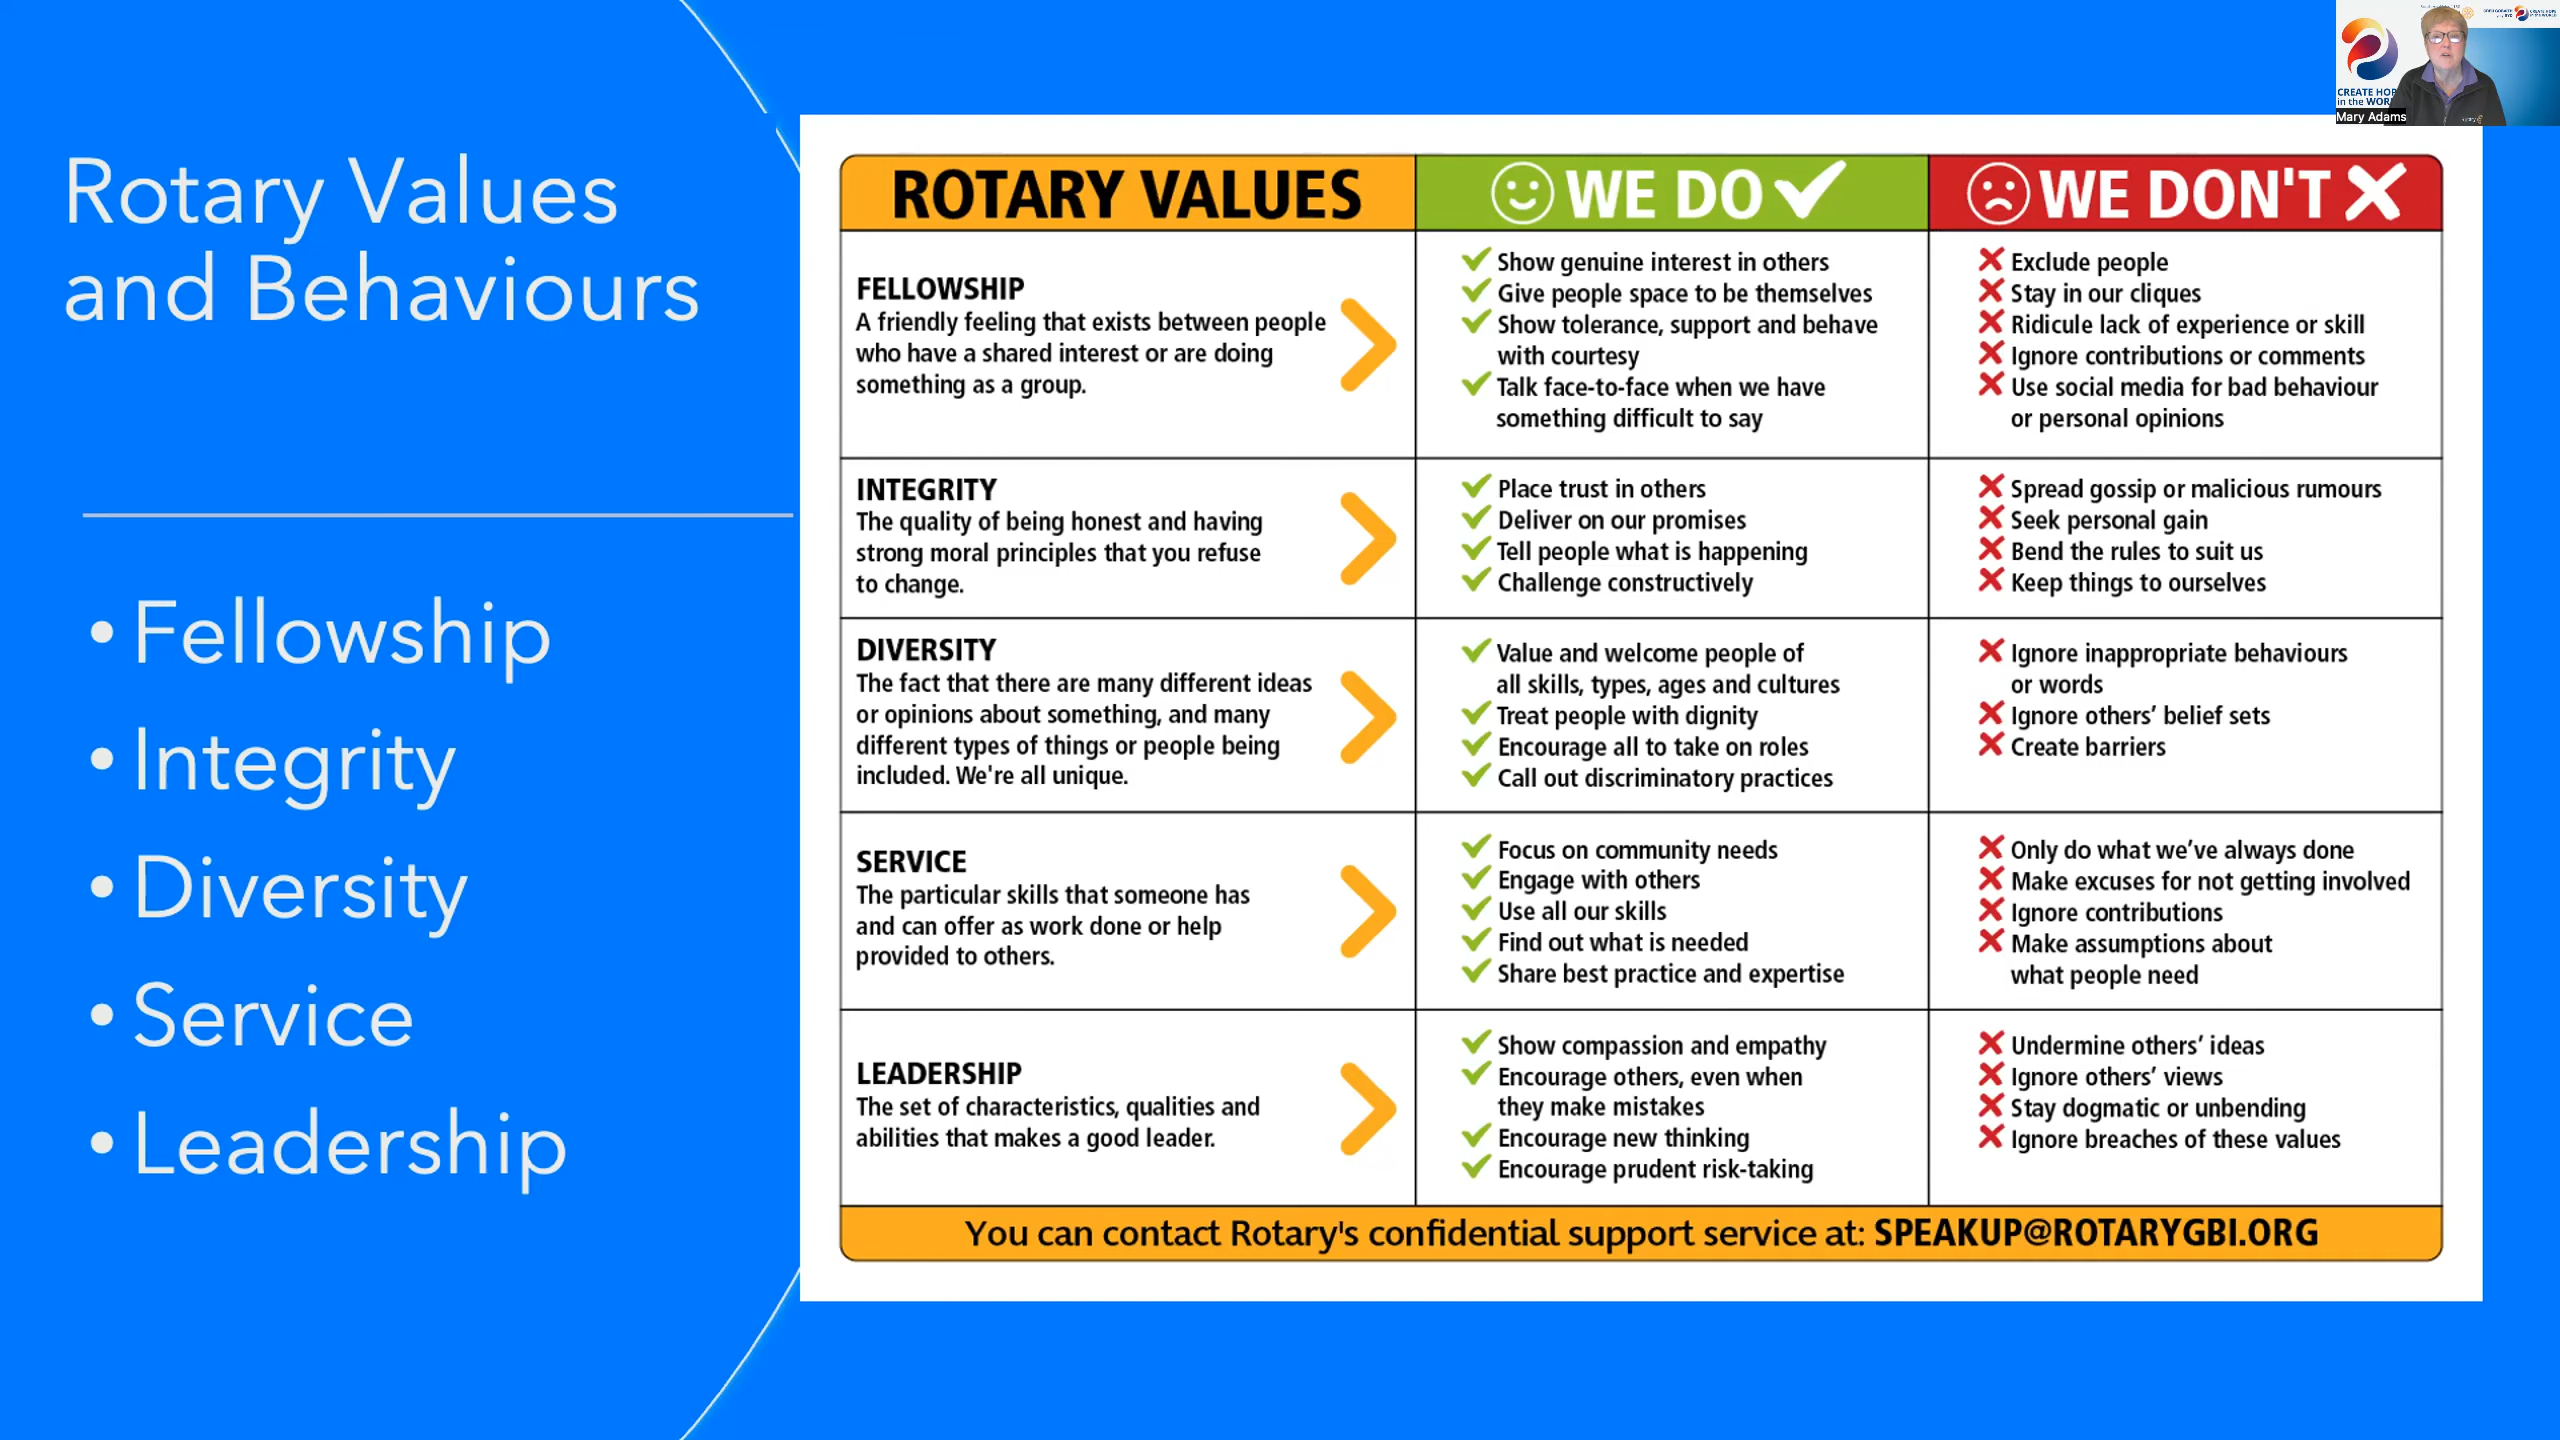 Rotary Values
and Behaviours
• Fellowship
• Integrity
• Diversity
• Service
• Leadership
ROTARY VALUES
WE DO
WE DON'T
FELLOWSHIP
A friendly feeling that exists between people
who have a shared interest or are doing
something as a group.
Show genuine interest in others
Give people space to be themselves
Show tolerance, support and behave
with courtesy
Talk face-to-face when we have
something difficult to say
Exclude people
Stay in our cliques
Ridicule lack of experience or skill
Ignore contributions or comments
Use social media for bad behaviour
or personal opinions
INTEGRITY
The quality of being honest and having
strong moral principles that you refuse
to change.
Place trust in others
Deliver on our promises
Tell people what is happening
Challenge constructively
Spread gossip or malicious rumours
Seek personal gain
Bend the rules to suit us
Keep things to ourselves
DIVERSITY
The fact that there are many different ideas
or opinions about something, and many
different types of things or people being
included. We're all unique.
Value and welcome people of
all skills, types, ages and cultures
Treat people with dignity
Encourage all to take on roles
Call out discriminatory practices
Ignore inappropriate behaviours
or words
Ignore others’ belief sets
Create barriers
SERVICE
The particular skills that someone has
and can offer as work done or help
provided to others.
Focus on community needs
Engage with others
Use all our skills
Find out what is needed
Share best practice and expertise
Only do what we’ve always done
Make excuses for not getting involved
Ignore contributions
Make assumptions about
what people need
LEADERSHIP
The set of characteristics, qualities and
abilities that makes a good leader.
Show compassion and empathy
Encourage others, even when
they make mistakes
Encourage new thinking
Encourage prudent risk-taking
Undermine others’ ideas
Ignore others’ views
Stay dogmatic or unbending
Ignore breaches of these values
You can contact Rotary's confidential support service at: SPEAKUP@ROTARYGBI.ORG
CREATE HOP
in the WOR
Mary Adams
CREATE HOPE
in the WORLD